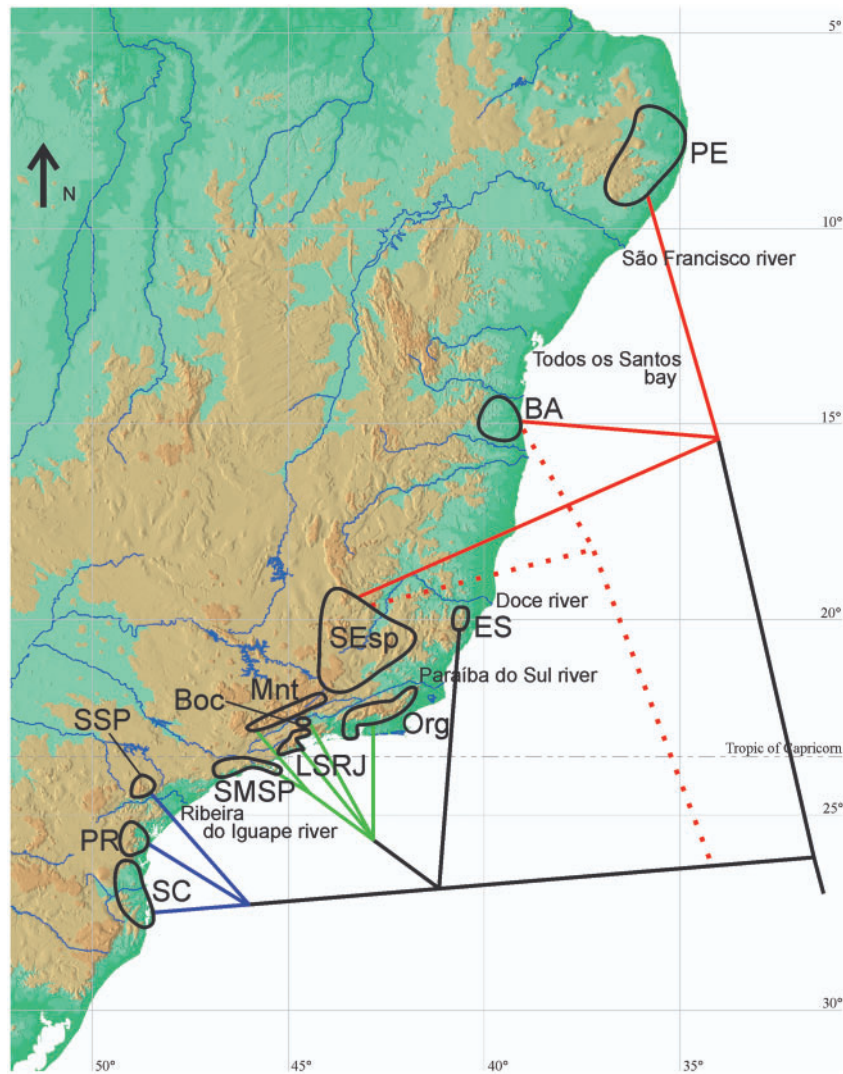 5°
PE
N
10°
São Francisco river
Todos os Santos
bay
BA
15°
Doce river
20°
ES
SEsp
Paraíba do Sul river
Mnt
Boc
SSP
Org
Tropic of Capricorn
LSRJ
SMSP
Ribeira
do Iguape river
25°
PR
SC
30°
50°
45°
40°
35°